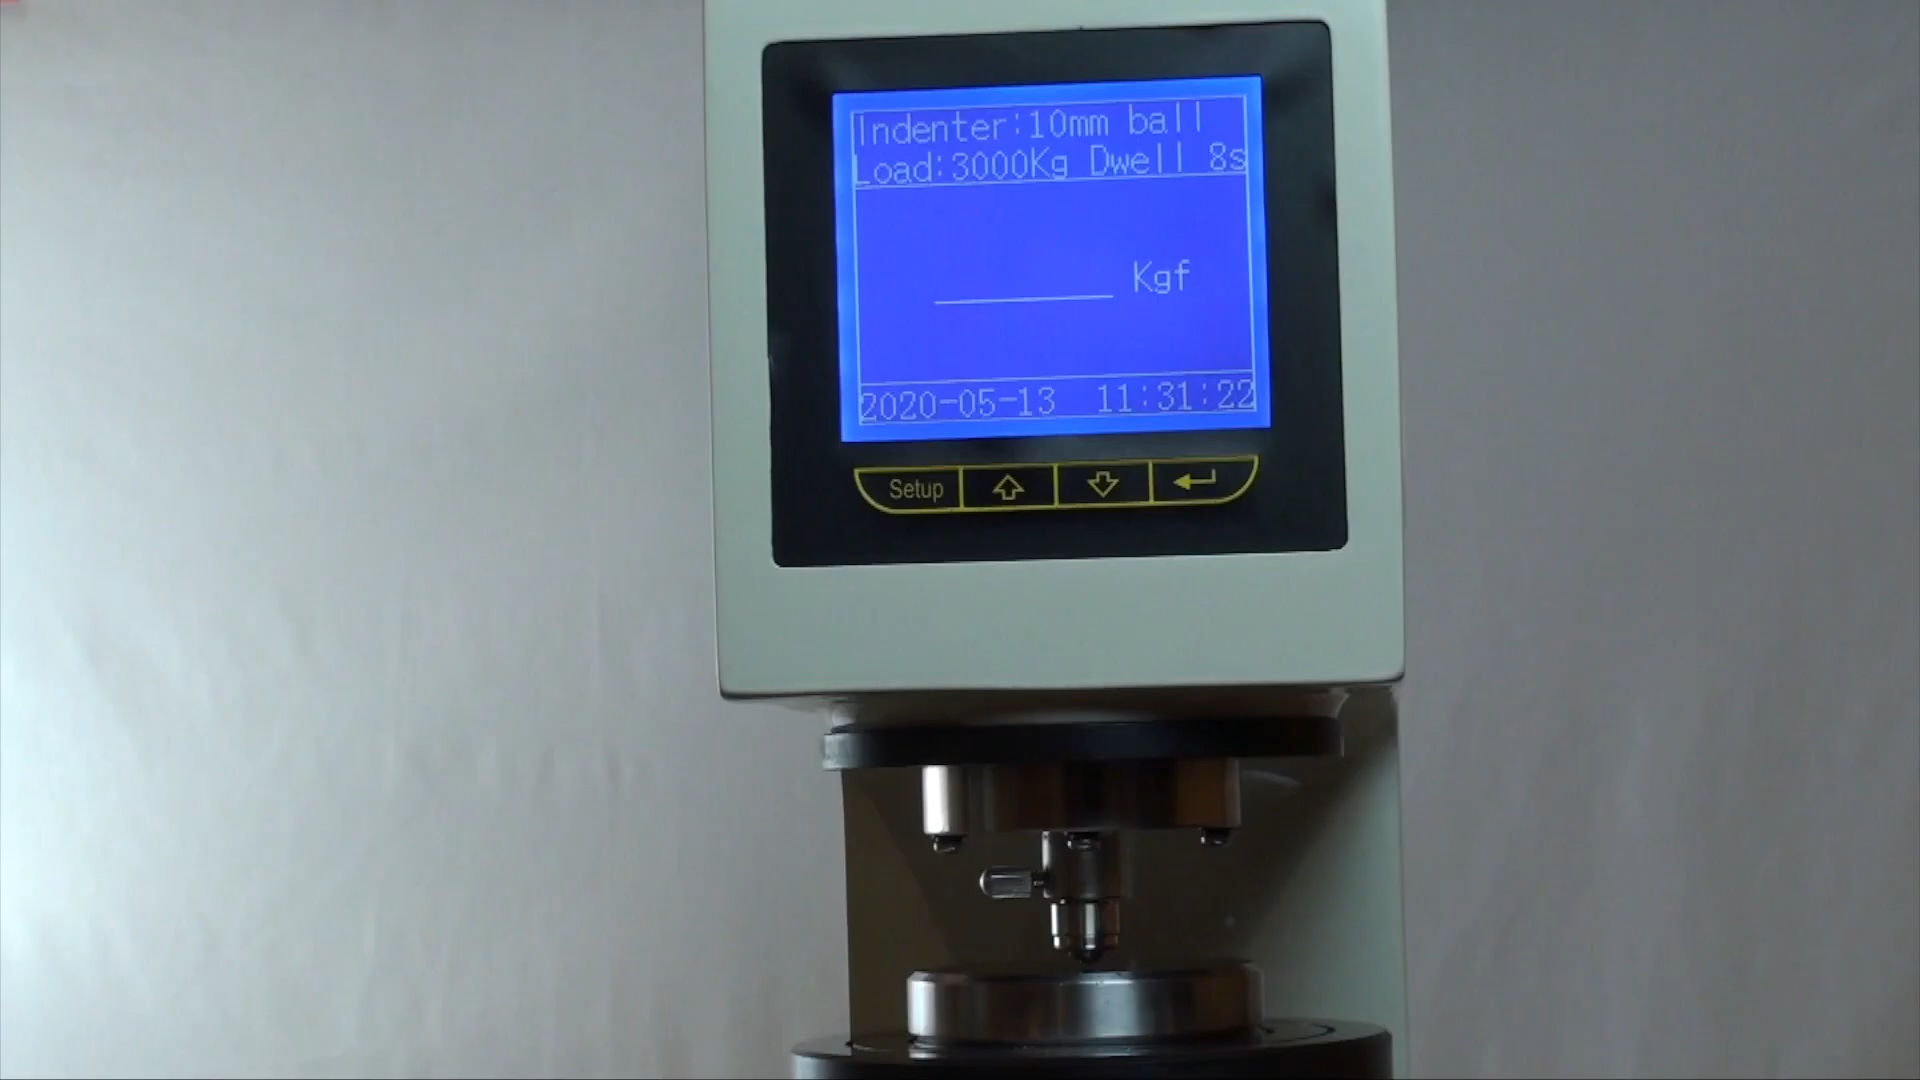 Indenter:10mm ball
Load:3000Kg Dwell 8s
Kgf
2020-05-13 11:31:22
Setup